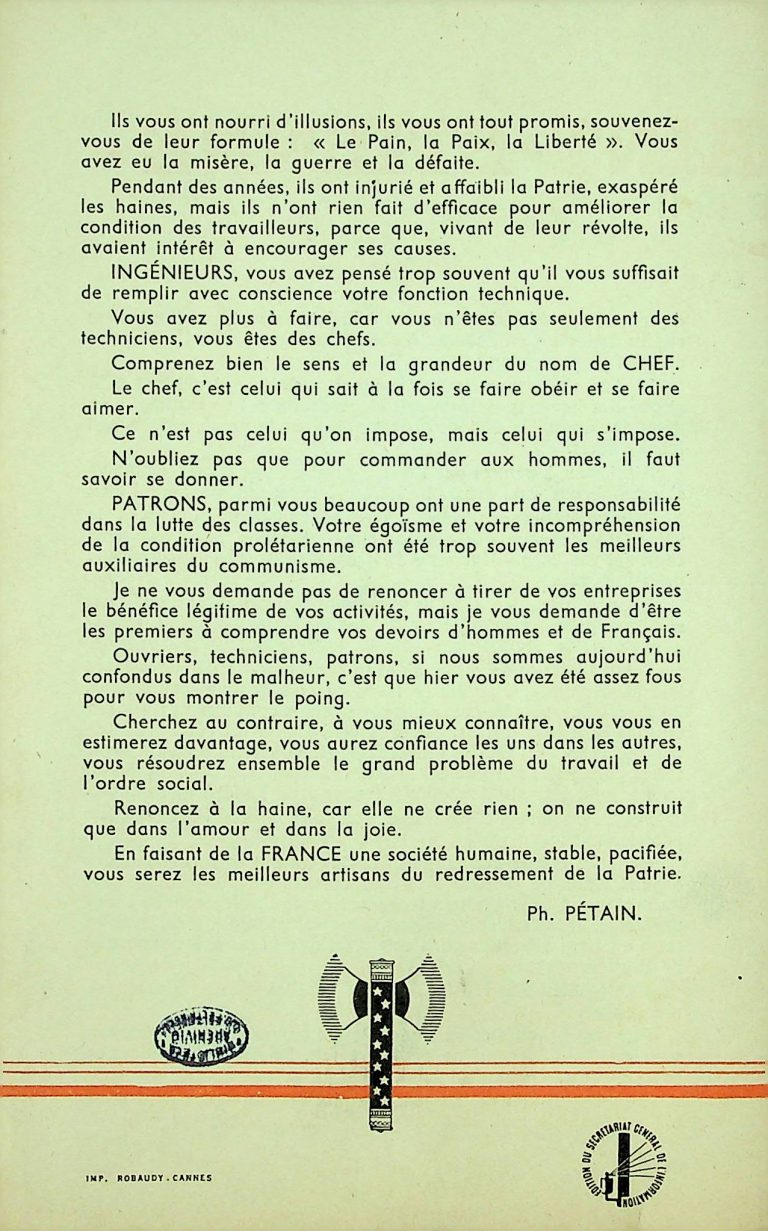 Ils vous ont nourri d'illusions, ils vous ont tout promis, souvenez-
vous de leur formule : « Le Pain, la Paix, la Liberté ». Vous
avez eu la misère, la guerre et la défaite.
Pendant des années, ils ont injurié et affaibli la Patrie, exaspéré
les haines, mais ils n'ont rien fait d'efficace pour améliorer la
condition des travailleurs, parce que, vivant de leur révolte, ils
avaient intérêt à encourager ses causes.
INGÉNIEURS, vous avez pensé trop souvent qu'il vous suffisait
de remplir avec conscience votre fonction technique.
Vous avez plus à faire, car vous n'êtes pas seulement des
techniciens, vous êtes des chefs.
Comprenez bien le sens et la grandeur du nom de CHEF.
Le chef, c'est celui qui sait à la fois se faire obéir et se faire
aimer.
Ce n'est pas celui qu'on impose, mais celui qui s'impose.
N'oubliez pas que pour commander aux hommes, il faut
savoir se donner.
PATRONS, parmi vous beaucoup ont une part de responsabilité
dans la lutte des classes. Votre égoïsme et votre incompréhension
de la condition prolétarienne ont été trop souvent les meilleurs
auxiliaires du communisme.
Je ne vous demande pas de renoncer à tirer de vos entreprises
le bénéfice légitime de vos activités, mais je vous demande d'être
les premiers à comprendre vos devoirs d'hommes et de Français.
Ouvriers, techniciens, patrons, si nous sommes aujourd'hui
confondus dans le malheur, c'est que hier vous avez été assez fous
pour vous montrer le poing.
Cherchez au contraire, à vous mieux connaître, vous vous en
estimerez davantage, vous aurez confiance les uns dans les autres,
vous résoudrez ensemble le grand problème du travail et de
l'ordre social.
Renoncez à la haine, car elle ne crée rien ; on ne construit
que dans l'amour et dans la joie.
En faisant de la FRANCE une société humaine, stable, pacifiée,
vous serez les meilleurs artisans du redressement de la Patrie.
Ph. PÉTAIN.
IMP. ROBAUDY - CANNES
ÉDITION DU SECRÉTARIAT GÉNÉRAL DE L'INFORMATION